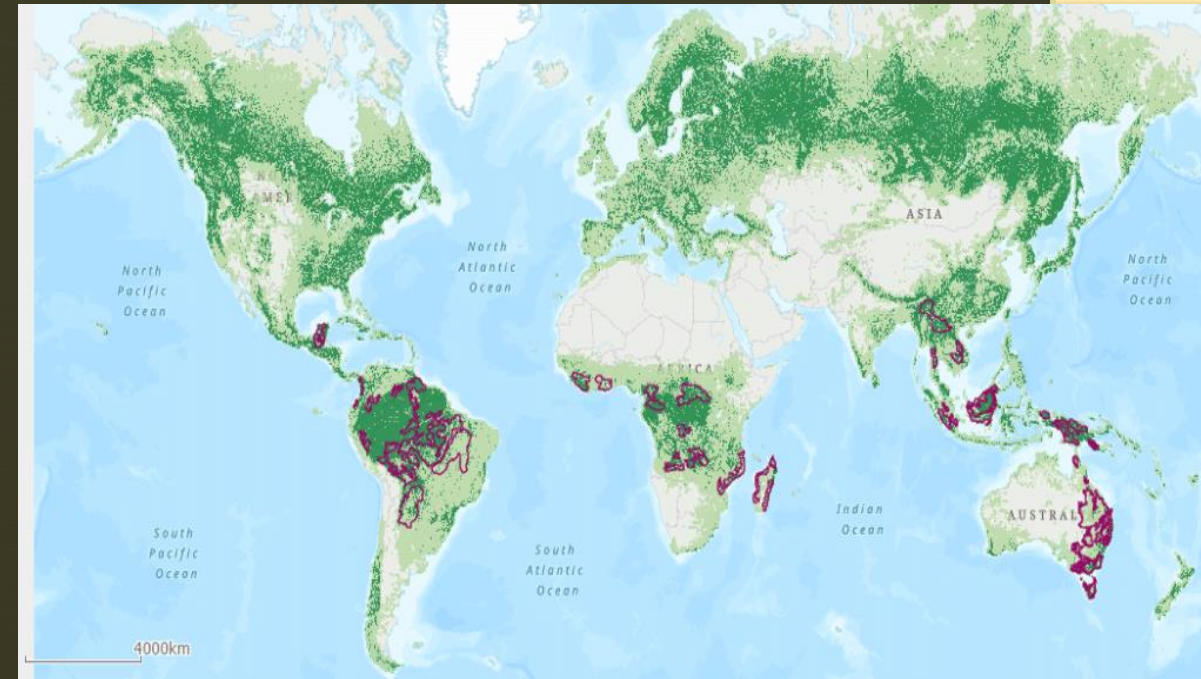 ASIA
North
Atlantic
Ocean
North
Pacific
Ocean
North
Pacific
Ocean
AFRICA
Indian
Ocean
AUSTRAL
South
Pacific
Ocean
South
Atlantic
Ocean
4000km